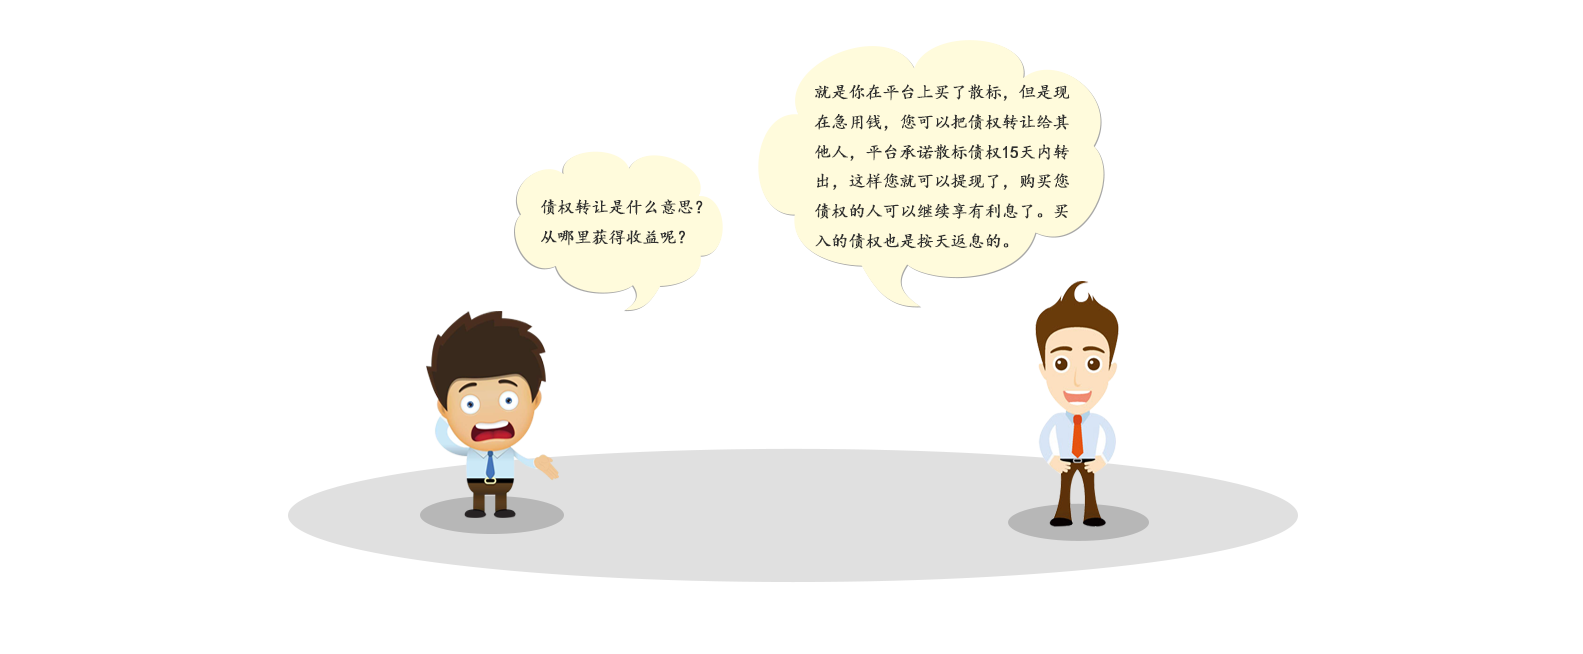 债权转让是什么意思?
从哪里获得收益呢?
就是你在平台上买了散标，但是现
在急用钱，您可以把债权转让给其
他人，平台承诺散标债权15天内转
出，这样您就可以提现了，购买您
债权的人可以继续享有利息了。买
入的债权也是按天返息的。